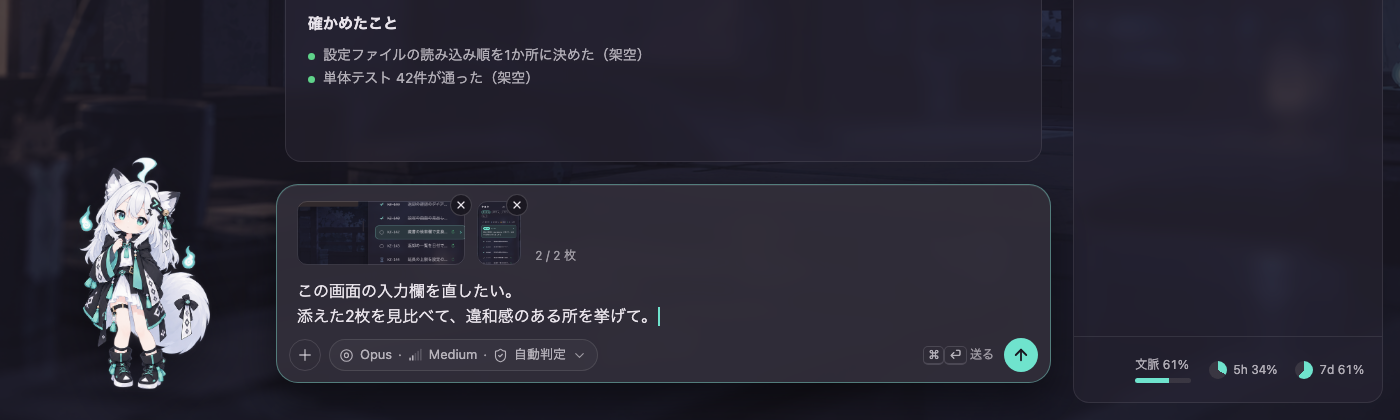 確かめたこと
設定ファイルの読み込み順を1か所に決めた（架空）
単体テスト 42件が通った（架空）
2 / 2 枚
この画面の入力欄を直したい。
添えた2枚を見比べて、違和感のある所を挙げて。
Opus · Medium · 自動判定
⌘ ⏎ 送る
文脈 61% 5h 34% 7d 61%